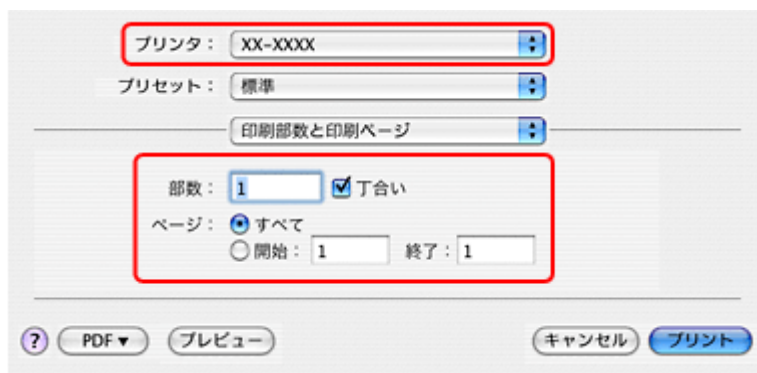 プリンタ： XX-XXXX
プリセット： 標準
印刷部数と印刷ページ
部数： 1 丁合い
ページ： すべて
開始： 1 終了： 1
? PDF▼ プレビュー キャンセル プリント